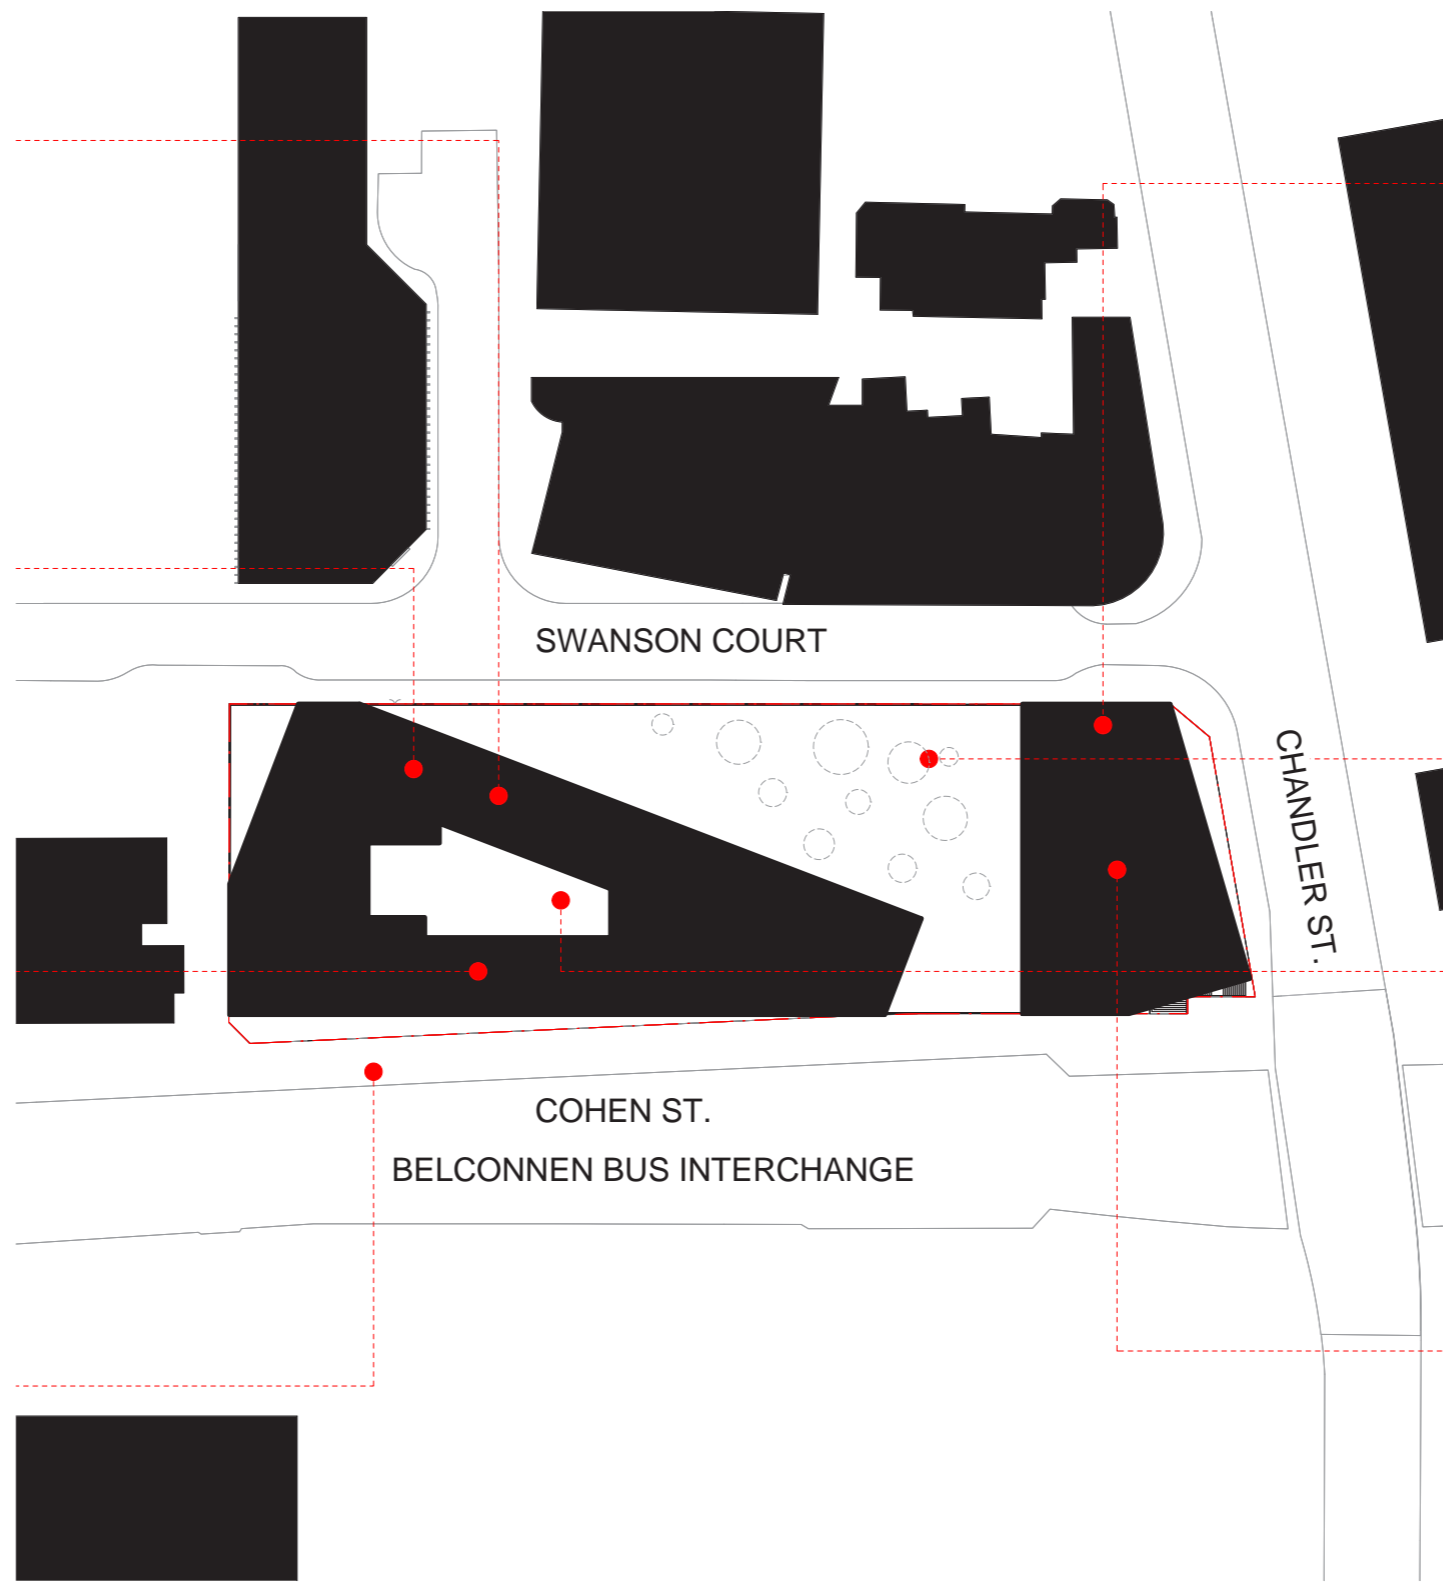 SWANSON COURT
CHANDLER ST.
COHEN ST.
BELCONNEN BUS INTERCHANGE